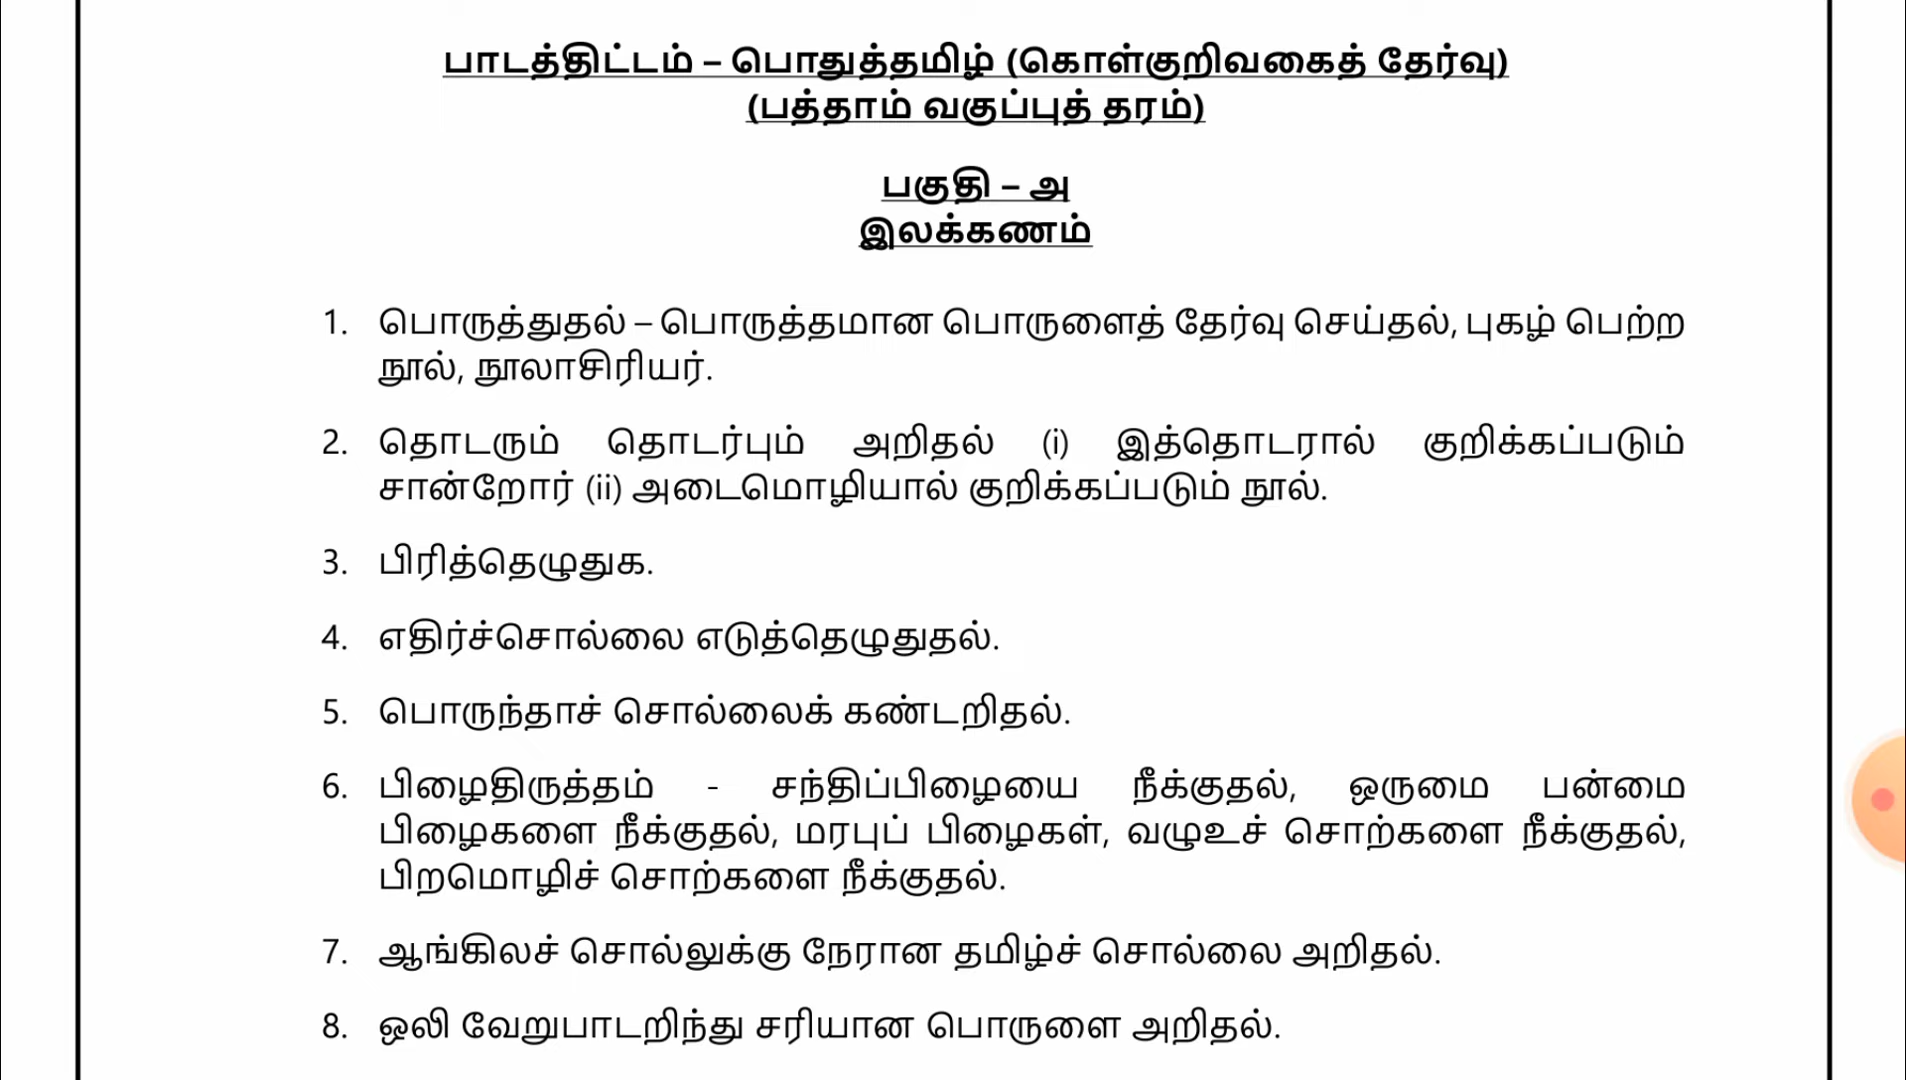 பாடத்திட்டம் – பொதுத்தமிழ் (கொள்குறிவகைத் தேர்வு)
(பத்தாம் வகுப்புத் தரம்)
பகுதி – அ
இலக்கணம்
1. பொருத்துதல் – பொருத்தமான பொருளைத் தேர்வு செய்தல், புகழ் பெற்ற
நூல், நூலாசிரியர்.
2. தொடரும் தொடர்பும் அறிதல் (i) இத்தொடரால் குறிக்கப்படும்
சான்றோர் (ii) அடைமொழியால் குறிக்கப்படும் நூல்.
3. பிரித்தெழுதுக.
4. எதிர்ச்சொல்லை எடுத்தெழுதுதல்.
5. பொருந்தாச் சொல்லைக் கண்டறிதல்.
6. பிழைதிருத்தம் - சந்திப்பிழையை நீக்குதல், ஒருமை பன்மை
பிழைகளை நீக்குதல், மரபுப் பிழைகள், வழுஉச் சொற்களை நீக்குதல்,
பிறமொழிச் சொற்களை நீக்குதல்.
7. ஆங்கிலச் சொல்லுக்கு நேரான தமிழ்ச் சொல்லை அறிதல்.
8. ஒலி வேறுபாடறிந்து சரியான பொருளை அறிதல்.